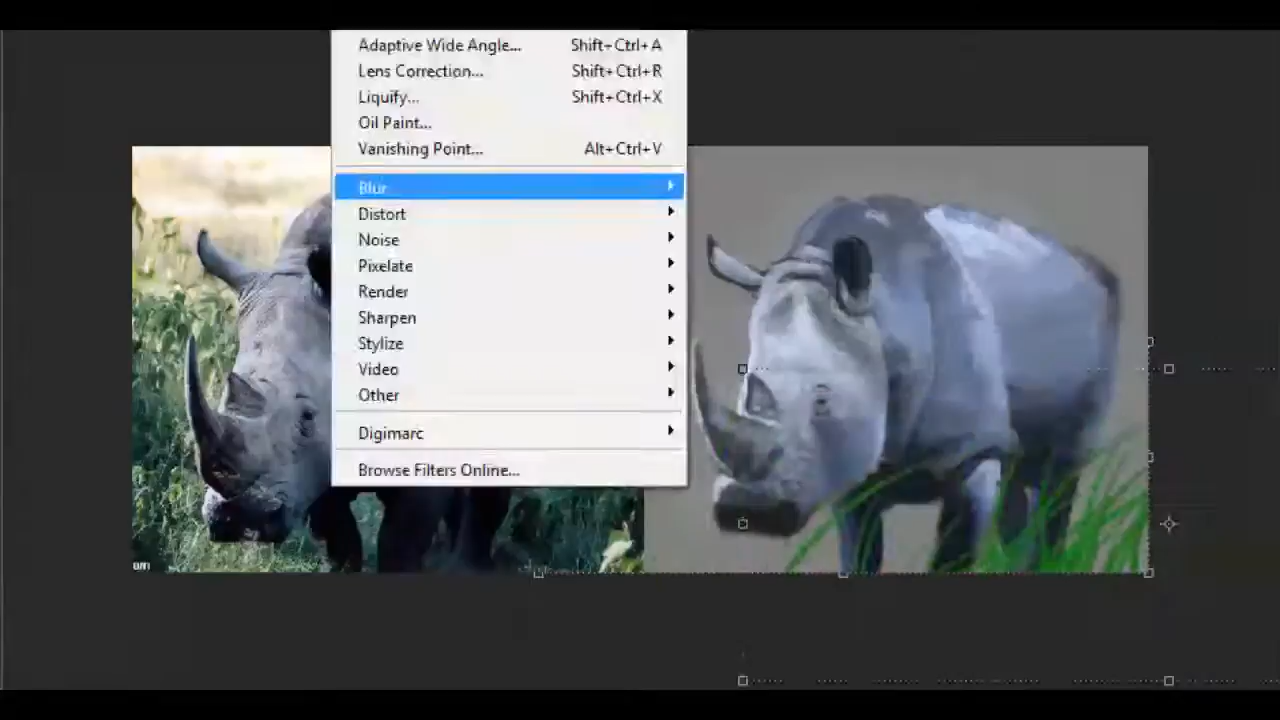 Adaptive Wide Angle... Shift+Ctrl+A
Lens Correction... Shift+Ctrl+R
Liquify... Shift+Ctrl+X
Oil Paint...
Vanishing Point... Alt+Ctrl+V
Blur
Distort
Noise
Pixelate
Render
Sharpen
Stylize
Video
Other
Digimarc
Browse Filters Online...